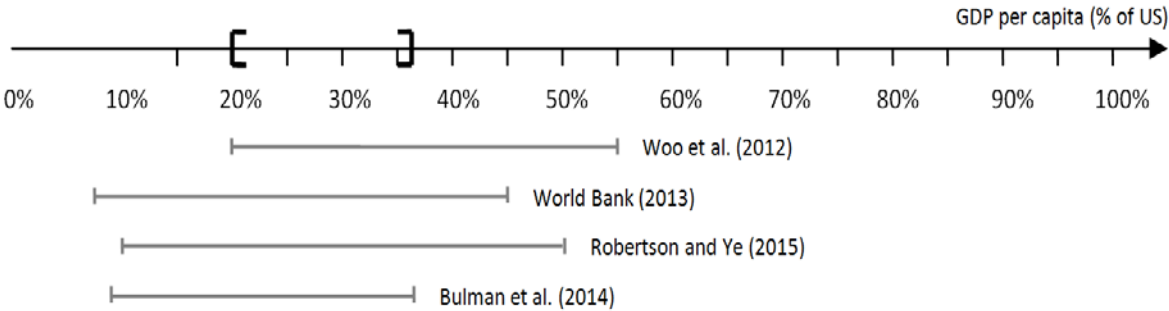 GDP per capita (% of US)
0% 10% 20% 30% 40% 50% 60% 70% 80% 90% 100%
Woo et al. (2012)
World Bank (2013)
Robertson and Ye (2015)
Bulman et al. (2014)